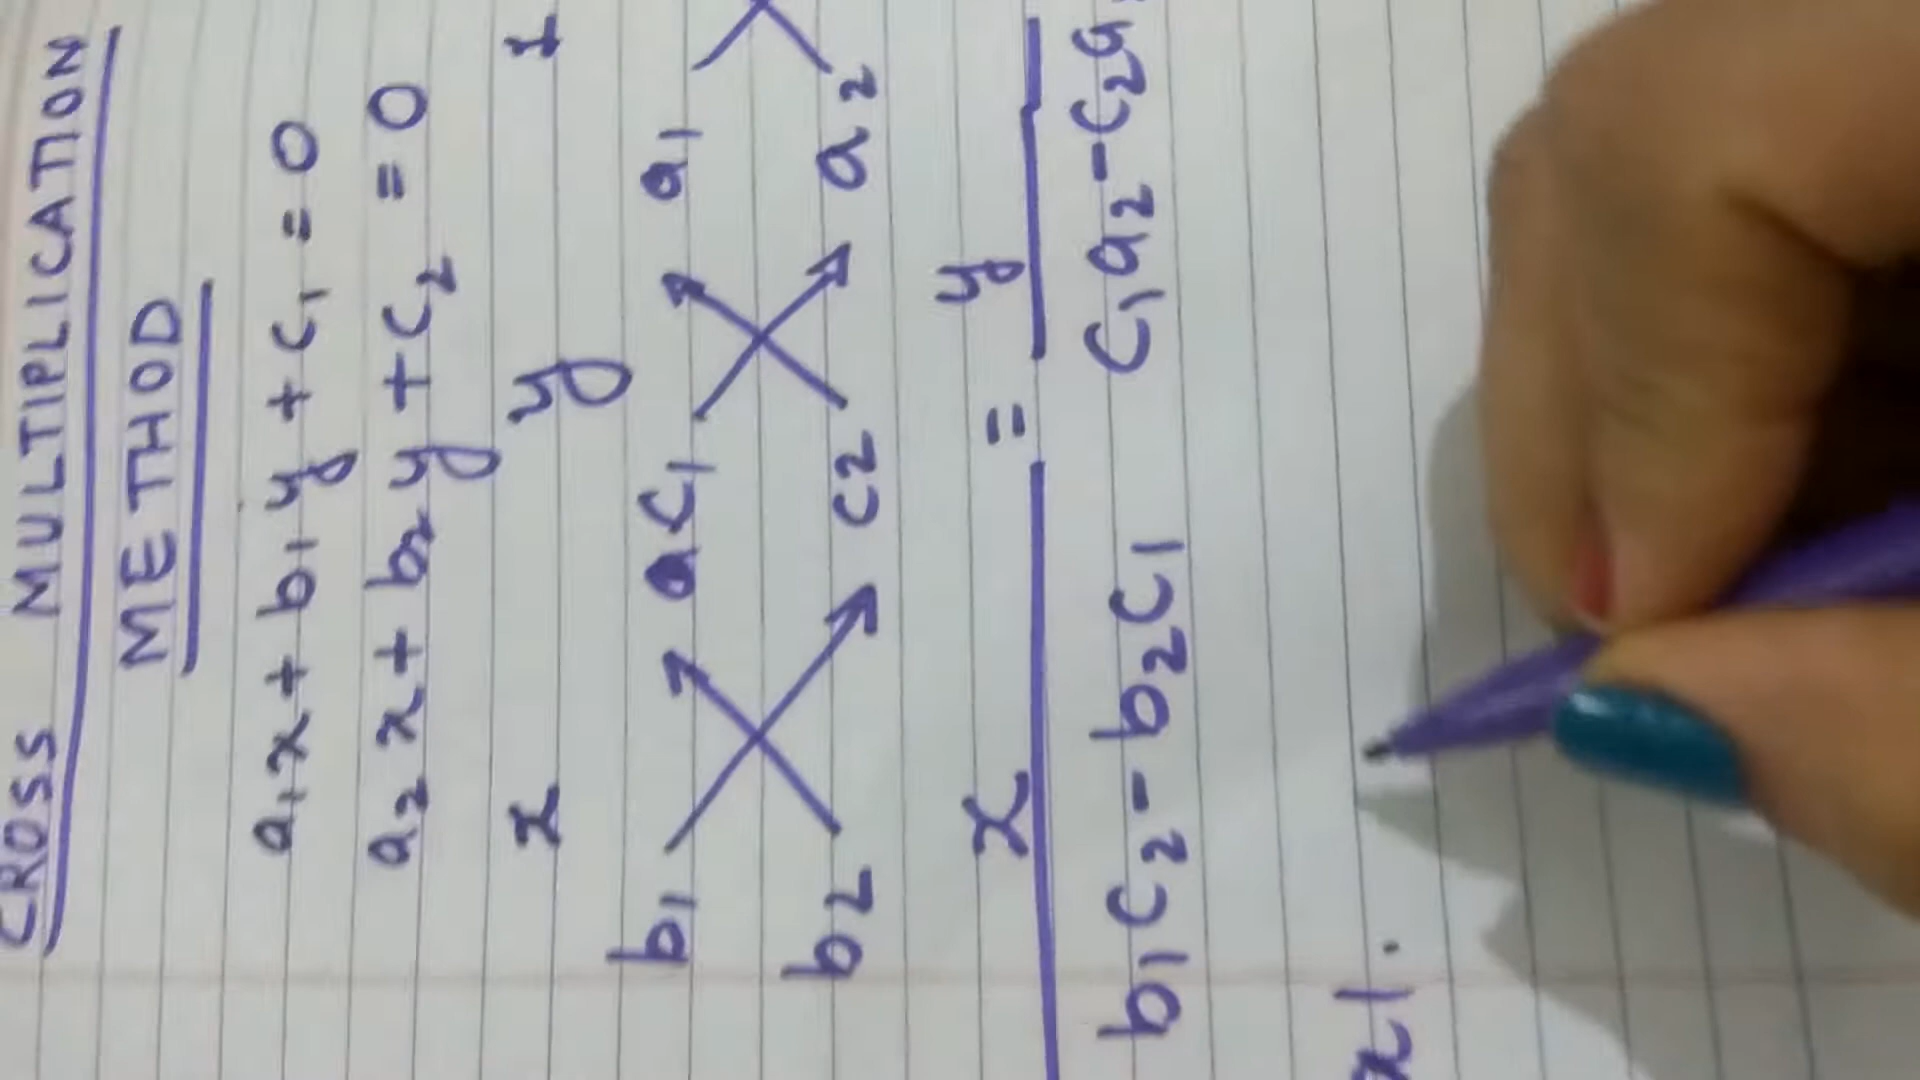 CROSS MULTIPLICATION
METHOD
a1x + b1y + c1 = 0
a2x + b2y + c2 = 0
x y 1
b1 c1 a1
b2 c2 a2
x = y
b1c2 - b2c1 c1a2 - c2a